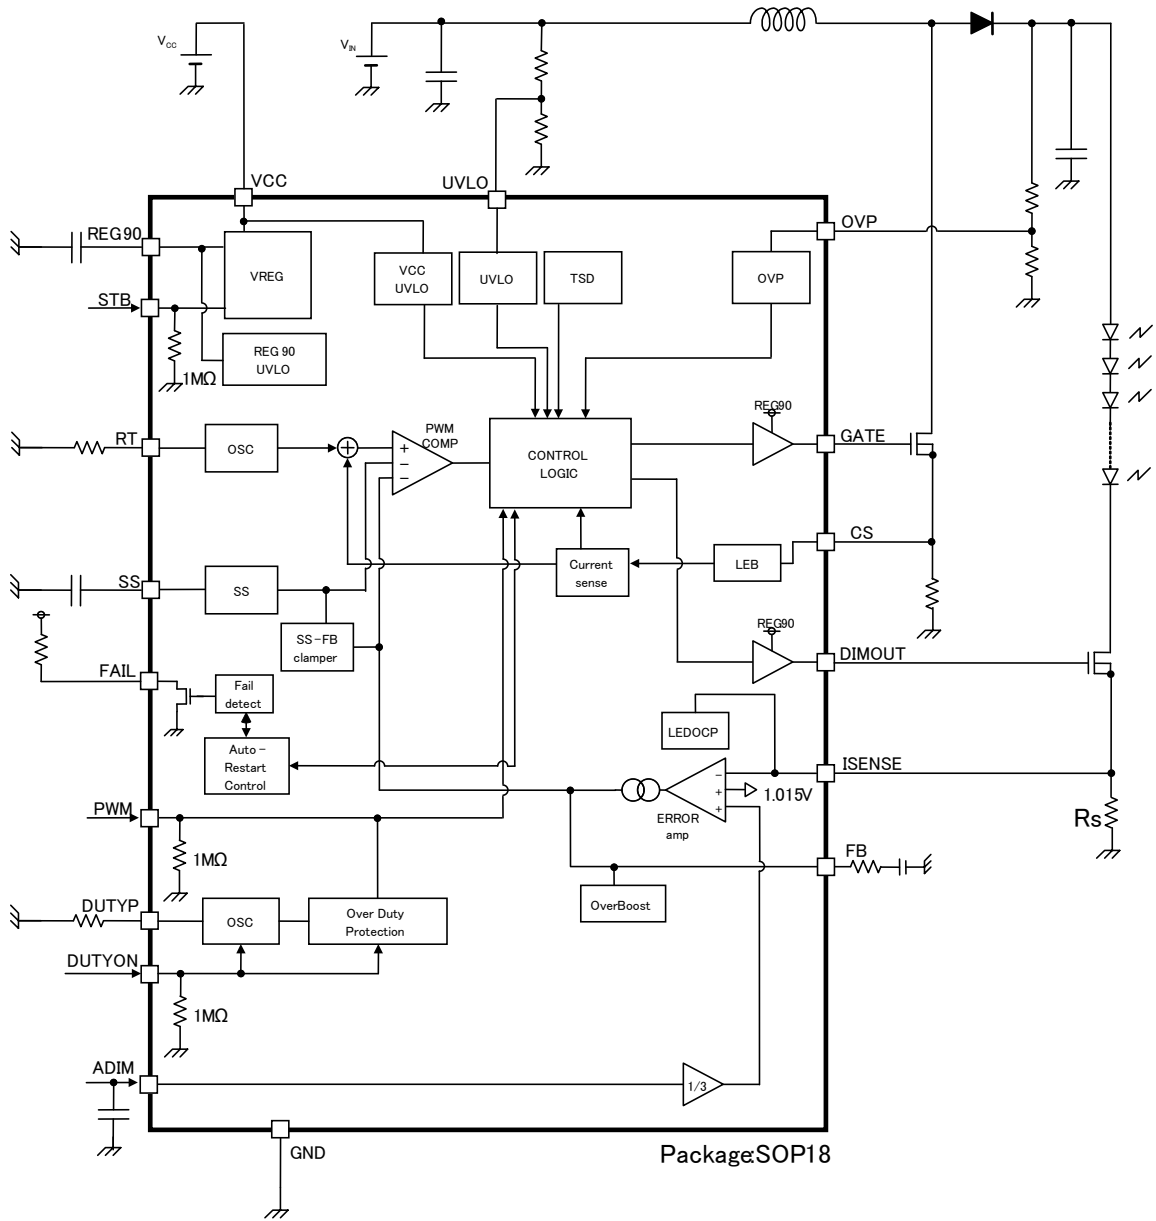 VCC
VIN
VCC
UVLO
REG90
OVP
VREG
VCC
UVLO
UVLO
TSD
OVP
STB
REG 90
UVLO
1MΩ
REG90
RT
OSC
+
PWM
COMP
+
−
−
CONTROL
LOGIC
GATE
CS
SS
SS
Current
sense
LEB
SS-FB
clamper
REG90
DIMOUT
FAIL
Fail
detect
LEDOCP
Auto-
Restart
Control
ISENSE
−
+
+
1.015V
ERROR
amp
Rs
PWM
1MΩ
FB
OverBoost
DUTYP
OSC
Over Duty
Protection
DUTYON
1MΩ
ADIM
1/3
GND
Package:SOP18